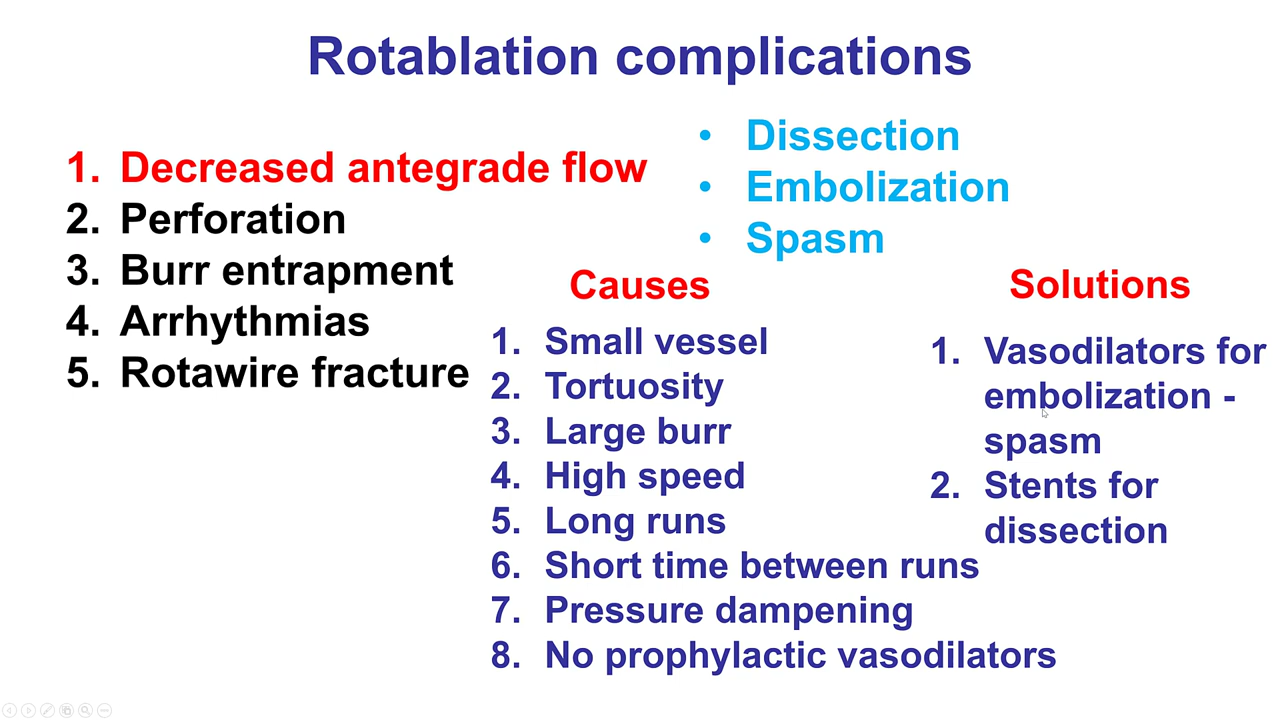 Rotablation complications
1. Decreased antegrade flow
2. Perforation
3. Burr entrapment
4. Arrhythmias
5. Rotawire fracture
• Dissection
• Embolization
• Spasm
Causes
1. Small vessel
2. Tortuosity
3. Large burr
4. High speed
5. Long runs
6. Short time between runs
7. Pressure dampening
8. No prophylactic vasodilators
Solutions
1. Vasodilators for
embolization -
spasm
2. Stents for
dissection